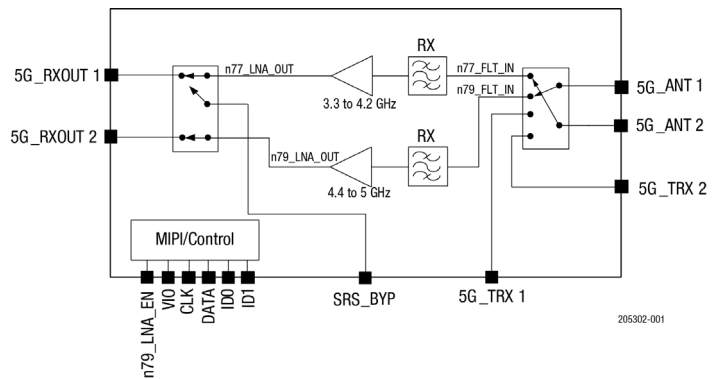 RX
n77_LNA_OUT
n77_FLT_IN
5G_RXOUT 1
5G_ANT 1
n79_FLT_IN
3.3 to 4.2 GHz
5G_ANT 2
RX
5G_RXOUT 2
n79_LNA_OUT
4.4 to 5 GHz
5G_TRX 2
MIPI/Control
n79_LNA_EN
VIO
CLK
DATA
ID0
ID1
SRS_BYP
5G_TRX 1
205302-001